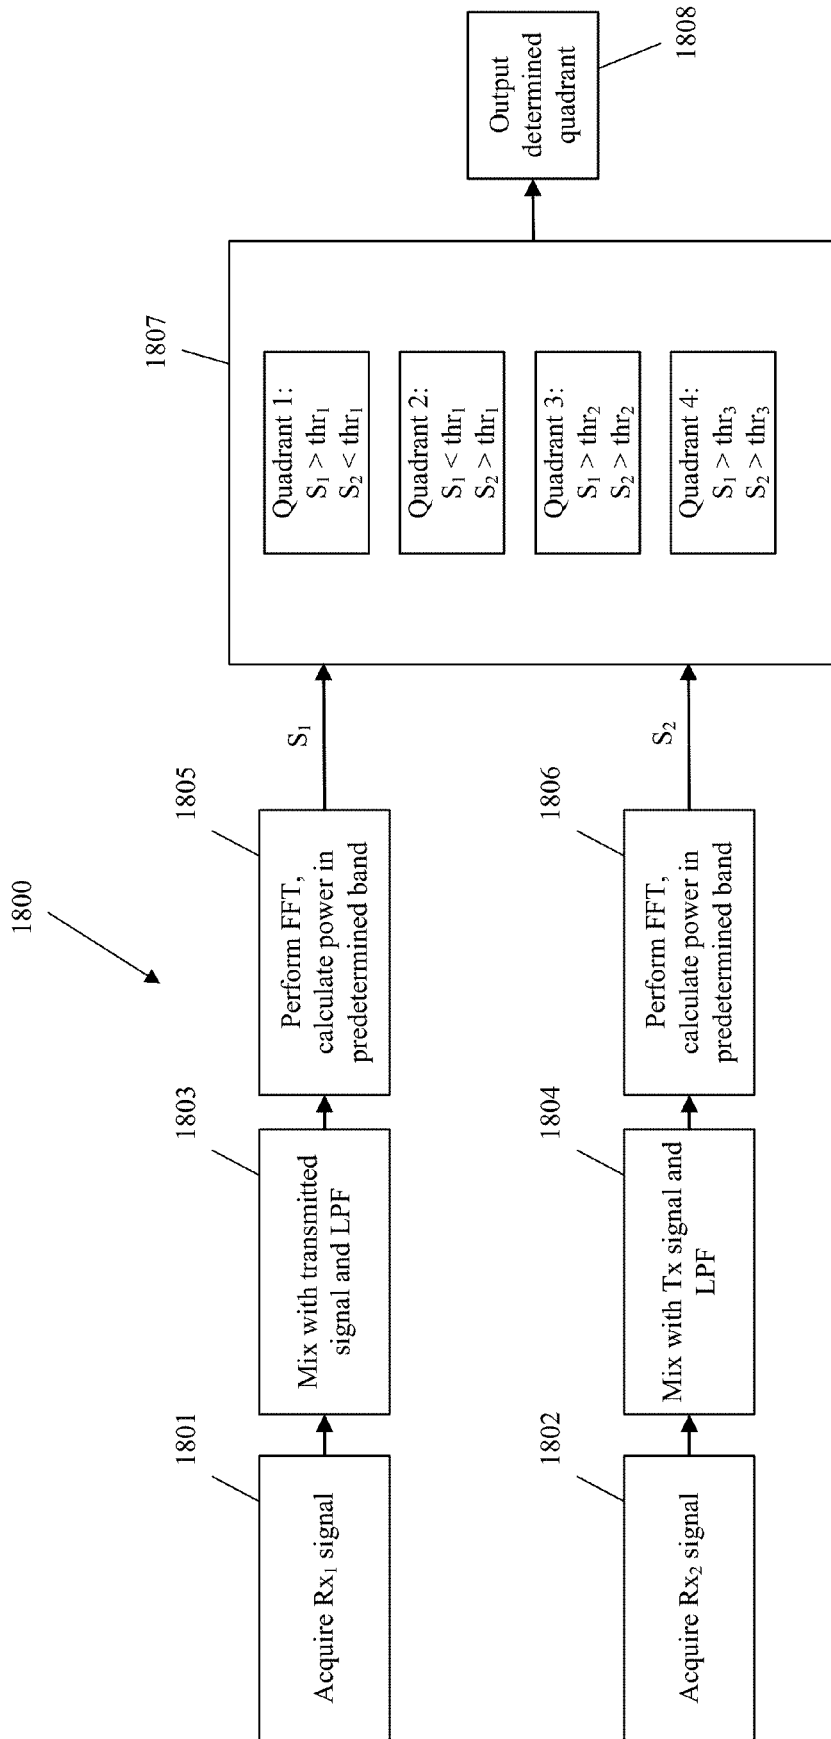 1800
1801
Acquire Rx₁ signal
1803
Mix with transmitted
signal and LPF
1805
Perform FFT,
calculate power in
predetermined band
S₁
1802
Acquire Rx₂ signal
1804
Mix with Tx signal and
LPF
1806
Perform FFT,
calculate power in
predetermined band
S₂
1807
Quadrant 1:
S₁ > thr₁
S₂ < thr₁
Quadrant 2:
S₁ < thr₁
S₂ > thr₁
Quadrant 3:
S₁ > thr₂
S₂ > thr₂
Quadrant 4:
S₁ > thr₃
S₂ > thr₃
Output
determined
quadrant
1808